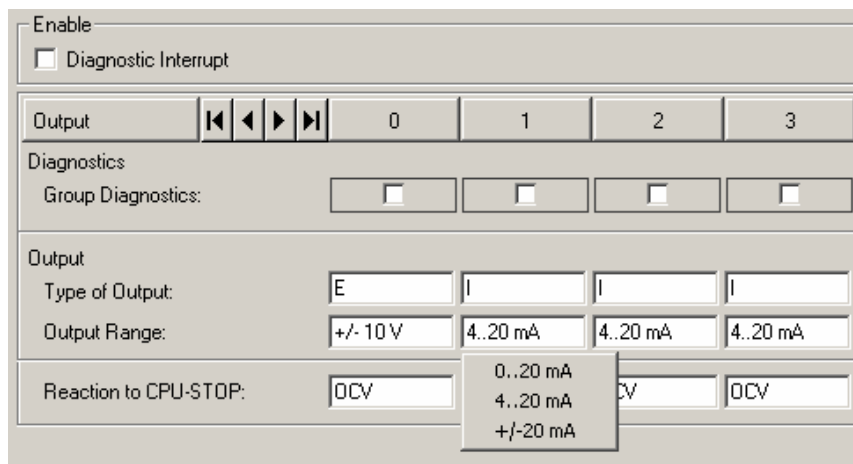 Enable
Diagnostic Interrupt
Output 0 1 2 3
Diagnostics
Group Diagnostics:
Output
Type of Output: E I I I
Output Range: +/- 10 V 4..20 mA 4..20 mA 4..20 mA
0..20 mA
Reaction to CPU-STOP: OCV CV OCV
4..20 mA
+/-20 mA